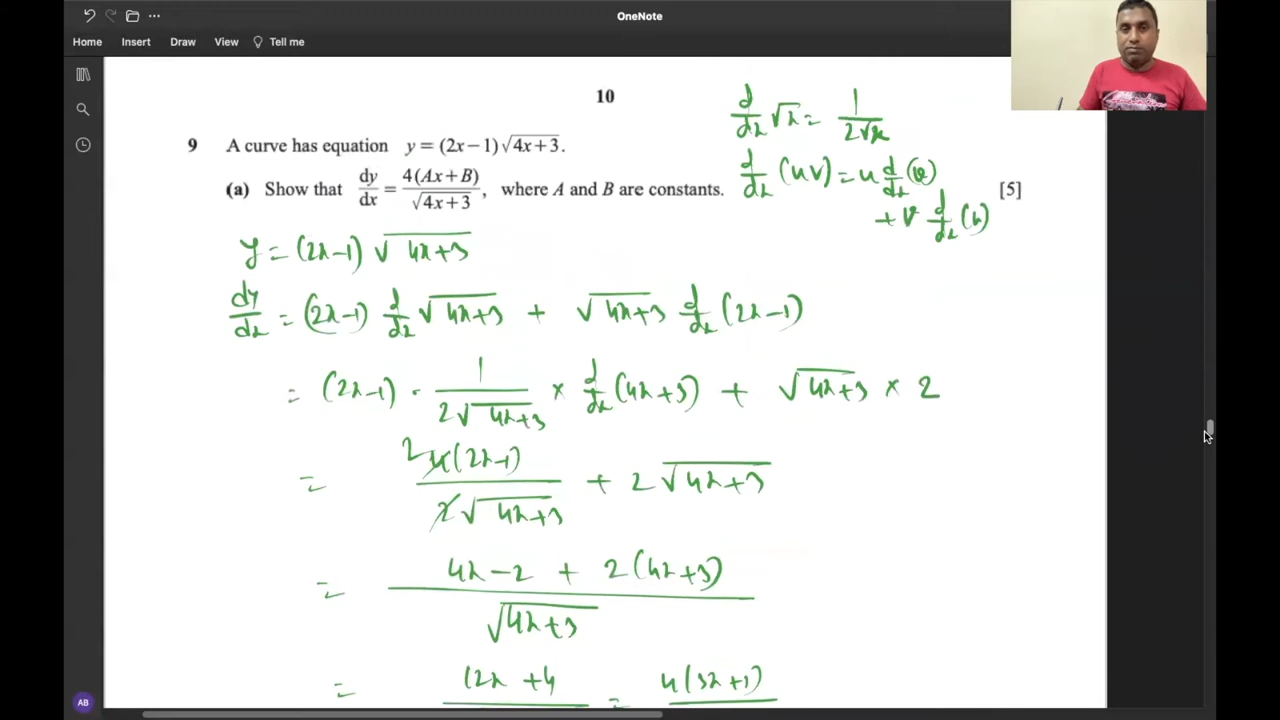 OneNote
Home Insert Draw View Tell me
10
9 A curve has equation y = (2x−1)√(4x+3).
(a) Show that dy/dx = 4(Ax+B)/√(4x+3), where A and B are constants. [5]
d/dx √x = 1/(2√x)
d/dx (uv) = u d/dx (v)
+ v d/dx (u)
y = (2x−1) √(4x+3)
dy/dx = (2x−1) d/dx √(4x+3) + √(4x+3) d/dx (2x−1)
= (2x−1) · 1/(2√(4x+3)) × d/dx (4x+3) + √(4x+3) × 2
= 2 4(2x−1)/(2√(4x+3)) + 2√(4x+3)
= (4x−2 + 2(4x+3))/√(4x+3)
= 12x+4 = 4(3x+1)
AB